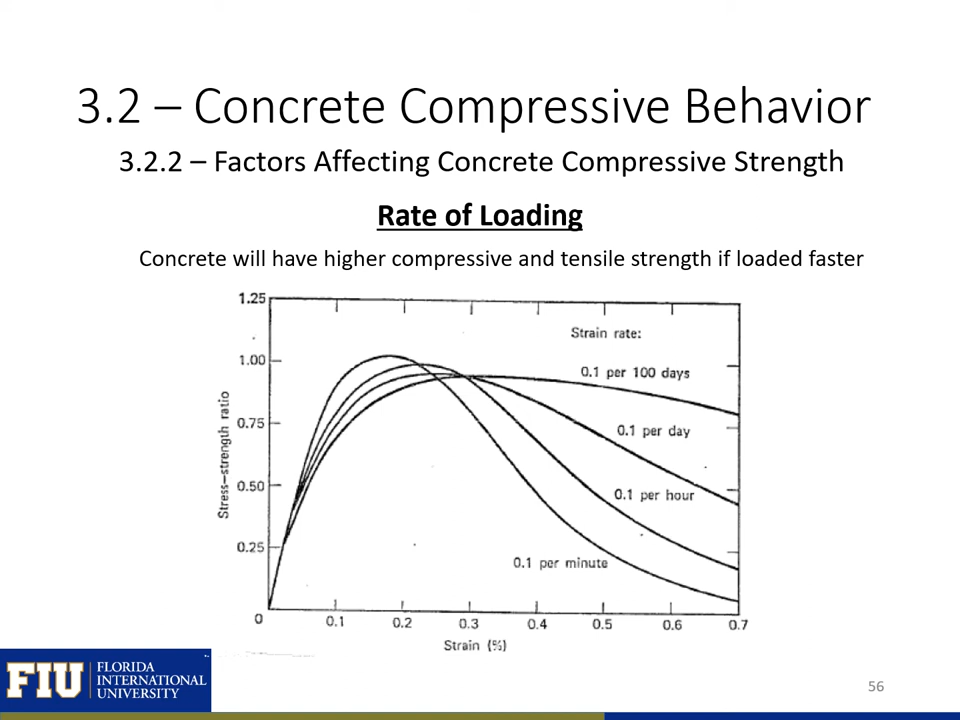 3.2 – Concrete Compressive Behavior
3.2.2 – Factors Affecting Concrete Compressive Strength
Rate of Loading
Concrete will have higher compressive and tensile strength if loaded faster
1.25
Strain rate:
1.00
0.1 per 100 days
Stress–strength ratio
0.75
0.1 per day
0.50
0.1 per hour
0.25
0.1 per minute
0
0.1 0.2 0.3 0.4 0.5 0.6 0.7
Strain (%)
FIU
FLORIDA
INTERNATIONAL
UNIVERSITY
56